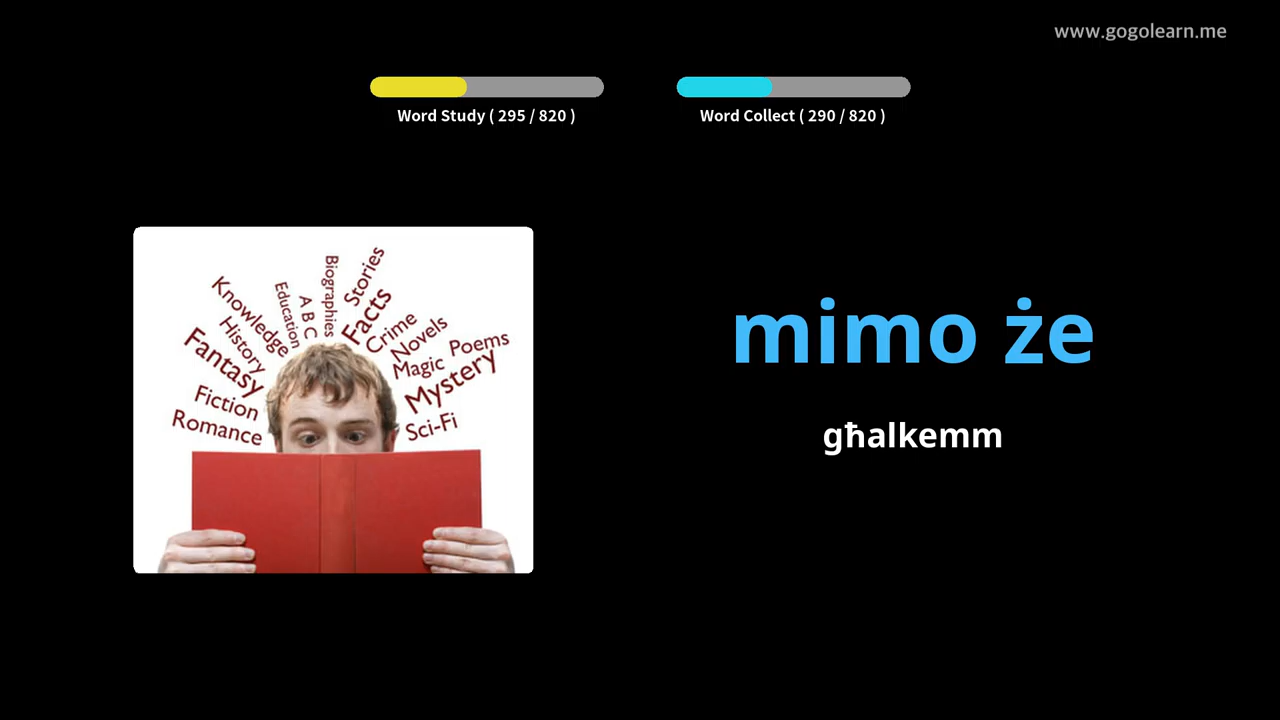 www.gogolearn.me
Word Study ( 295 / 820 )
Word Collect ( 290 / 820 )
Stories
Biographies
Facts
A B C
Education
Knowledge
Crime
Novels
History
Poems
Magic
Fantasy
Mystery
Fiction
Sci-Fi
Romance
mimo że
għalkemm